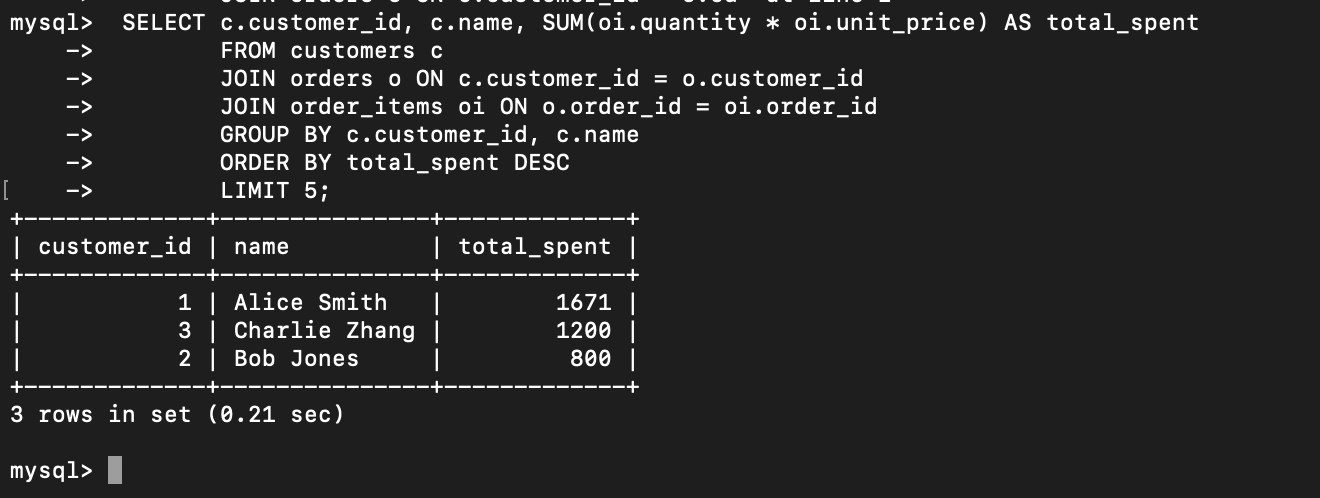 mysql>  SELECT c.customer_id, c.name, SUM(oi.quantity * oi.unit_price) AS total_spent
    ->         FROM customers c
    ->         JOIN orders o ON c.customer_id = o.customer_id
    ->         JOIN order_items oi ON o.order_id = oi.order_id
    ->         GROUP BY c.customer_id, c.name
    ->         ORDER BY total_spent DESC
[   ->         LIMIT 5;
+-------------+---------------+-------------+
| customer_id | name          | total_spent |
+-------------+---------------+-------------+
|           1 | Alice Smith   |        1671 |
|           3 | Charlie Zhang |        1200 |
|           2 | Bob Jones     |         800 |
+-------------+---------------+-------------+
3 rows in set (0.21 sec)
mysql>